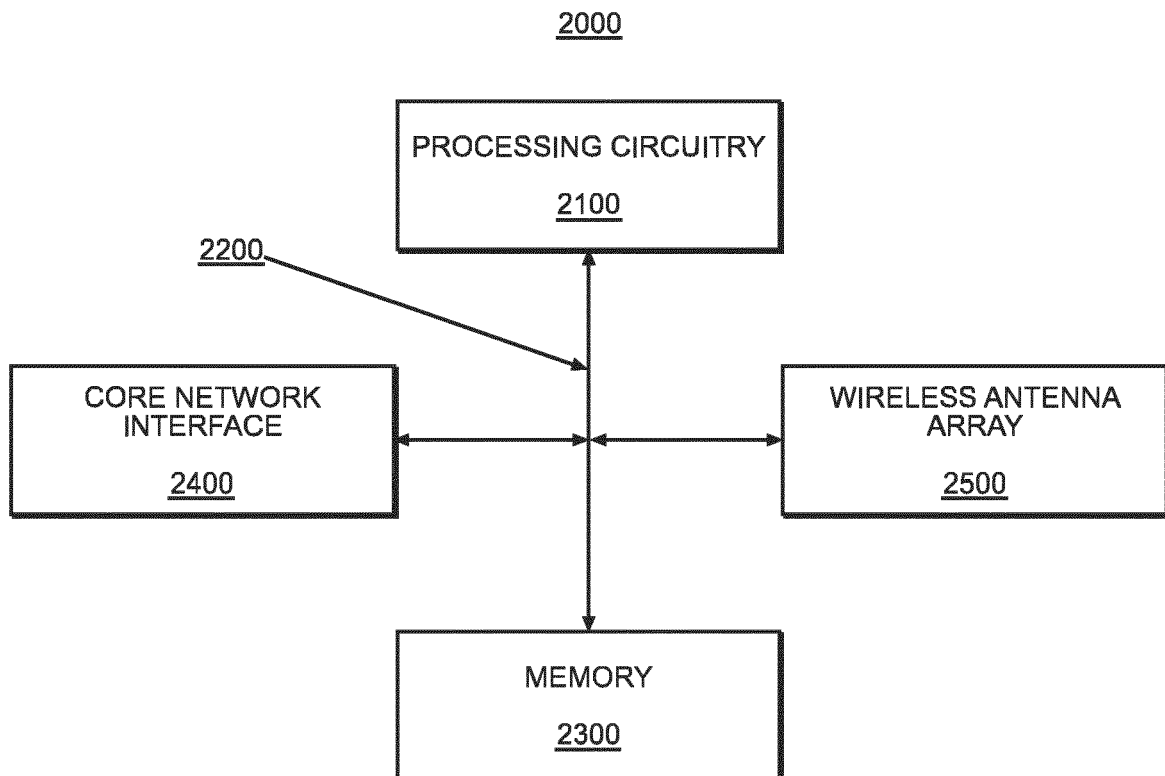 2000
PROCESSING CIRCUITRY
2100
2200
CORE NETWORK
INTERFACE
2400
WIRELESS ANTENNA
ARRAY
2500
MEMORY
2300